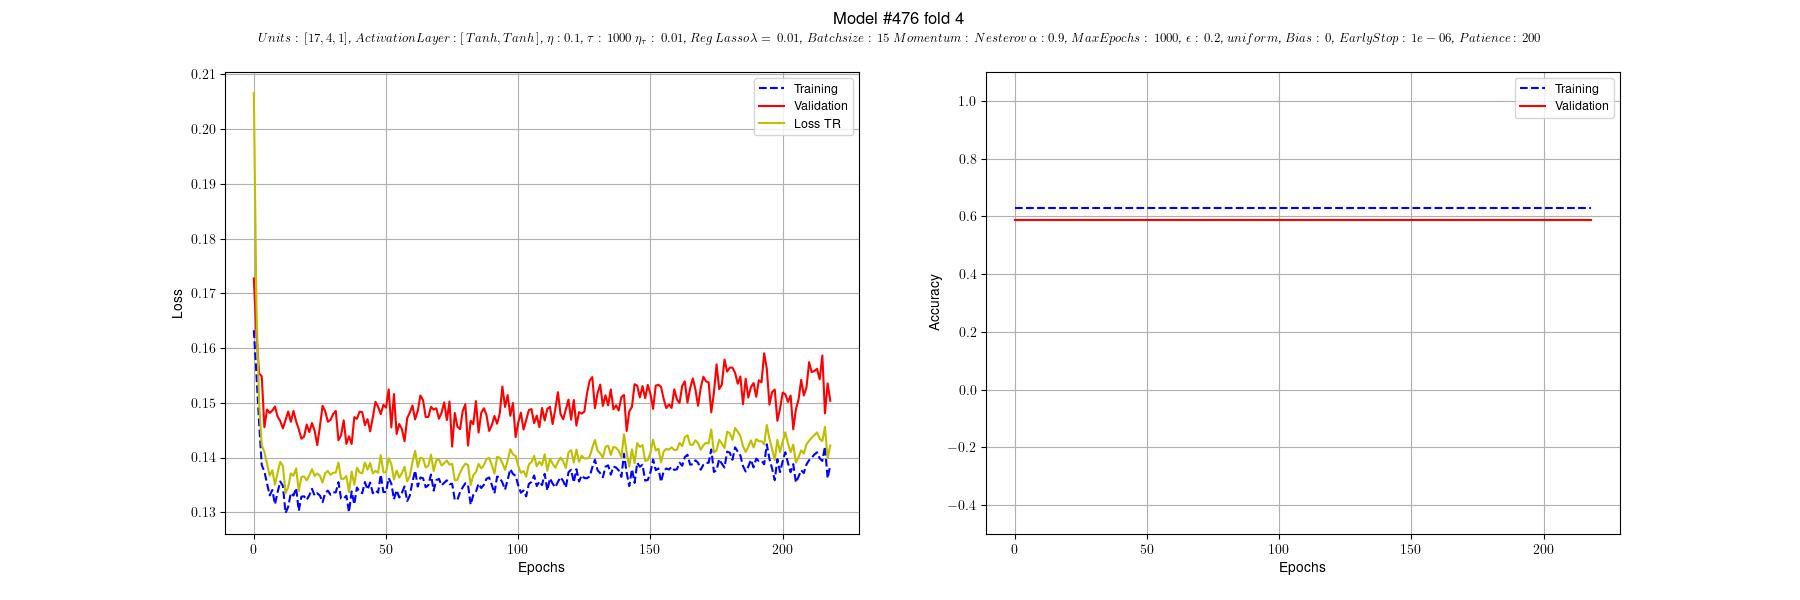 Model #476 fold 4
Units : [17, 4, 1], ActivationLayer : [Tanh, Tanh], η : 0.1, τ : 1000 ητ : 0.01, Reg Lassoλ = 0.01, Batchsize : 15 Momentum : Nesterov α : 0.9, MaxEpochs : 1000, ϵ : 0.2, uniform, Bias : 0, EarlyStop : 1e − 06, Patience : 200
0.21
0.20
0.19
0.18
0.17
0.16
0.15
0.14
0.13
Loss
0 50 100 150 200
Epochs
Training
Validation
Loss TR
1.0
0.8
0.6
0.4
0.2
0.0
−0.2
−0.4
Accuracy
0 50 100 150 200
Epochs
Training
Validation